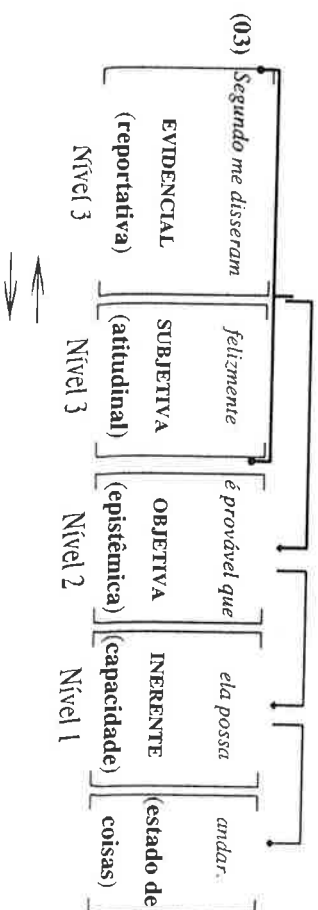 (03)
Segundo me disseram
EVIDENCIAL
(reportativa)
Nível 3
felizmente
SUBJETIVA
(atitudinal)
Nível 3
é provável que
OBJETIVA
(epistêmica)
Nível 2
ela possa
INERENTE
(capacidade)
Nível 1
andar.
(estado de
coisas)